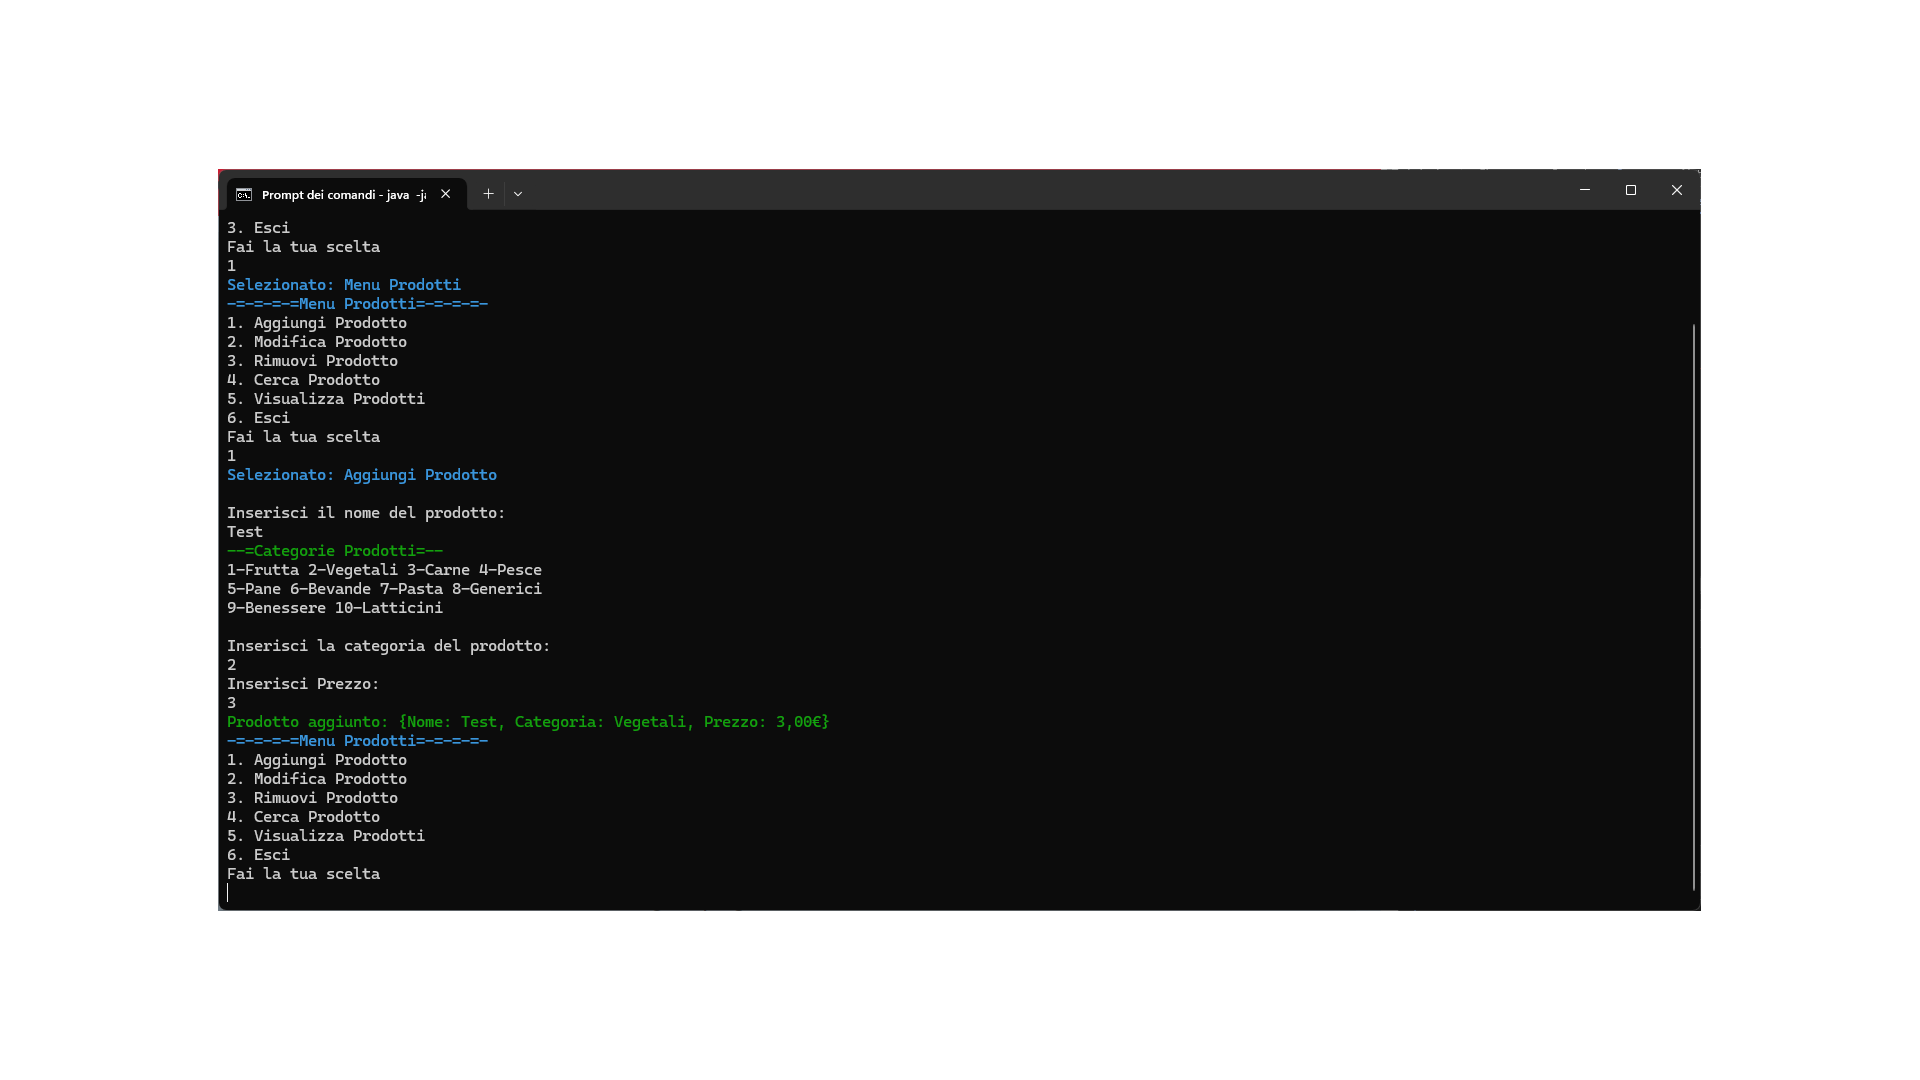 Prompt dei comandi - java -ja
3. Esci
Fai la tua scelta
1
Selezionato: Menu Prodotti
-=-=-=-=Menu Prodotti=-=-=-=-
1. Aggiungi Prodotto
2. Modifica Prodotto
3. Rimuovi Prodotto
4. Cerca Prodotto
5. Visualizza Prodotti
6. Esci
Fai la tua scelta
1
Selezionato: Aggiungi Prodotto
Inserisci il nome del prodotto:
Test
--=Categorie Prodotti=--
1-Frutta 2-Vegetali 3-Carne 4-Pesce
5-Pane 6-Bevande 7-Pasta 8-Generici
9-Benessere 10-Latticini
Inserisci la categoria del prodotto:
2
Inserisci Prezzo:
3
Prodotto aggiunto: {Nome: Test, Categoria: Vegetali, Prezzo: 3,00€}
-=-=-=-=Menu Prodotti=-=-=-=-
1. Aggiungi Prodotto
2. Modifica Prodotto
3. Rimuovi Prodotto
4. Cerca Prodotto
5. Visualizza Prodotti
6. Esci
Fai la tua scelta